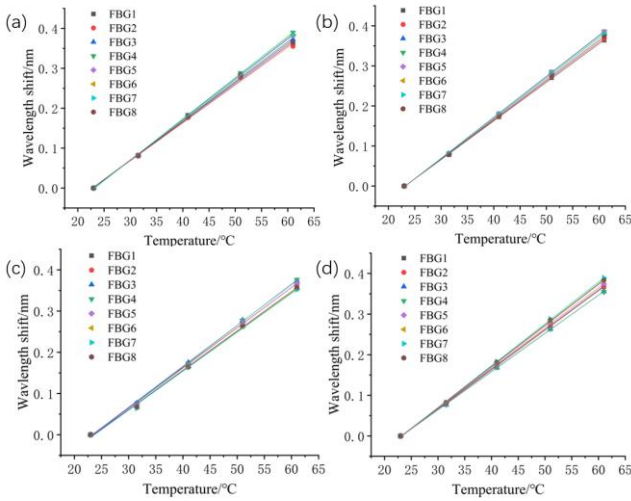 (a)
FBG1
FBG2
FBG3
FBG4
FBG5
FBG6
FBG7
FBG8
Wavelength shift/nm
0.4
0.3
0.2
0.1
0.0
20 25 30 35 40 45 50 55 60 65
Temperature/℃
(b)
FBG1
FBG2
FBG3
FBG4
FBG5
FBG6
FBG7
FBG8
Wavelength shift/nm
0.4
0.3
0.2
0.1
0.0
20 25 30 35 40 45 50 55 60 65
Temperature/℃
(c)
FBG1
FBG2
FBG3
FBG4
FBG5
FBG6
FBG7
FBG8
Wavlength shift/nm
0.4
0.3
0.2
0.1
0.0
20 25 30 35 40 45 50 55 60 65
Temperature/℃
(d)
FBG1
FBG2
FBG3
FBG4
FBG5
FBG6
FBG7
FBG8
Wavelength shift/nm
0.4
0.3
0.2
0.1
0.0
20 25 30 35 40 45 50 55 60 65
Temperature/℃